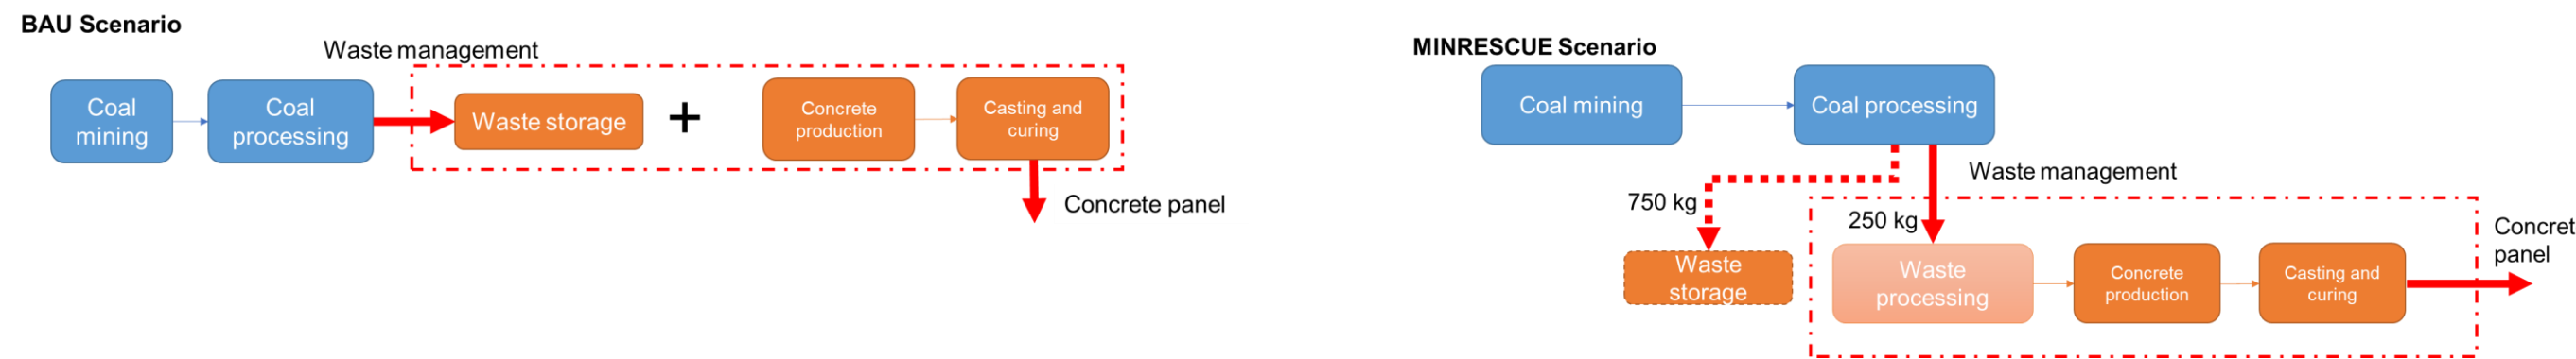 BAU Scenario
Waste management
Coal
mining
Coal
processing
Waste storage
+
Concrete
production
Casting and
curing
Concrete panel
MINRESCUE Scenario
Coal mining
Coal processing
Waste management
750 kg
250 kg
Waste
storage
Waste
processing
Concrete
production
Casting and
curing
Concret
panel